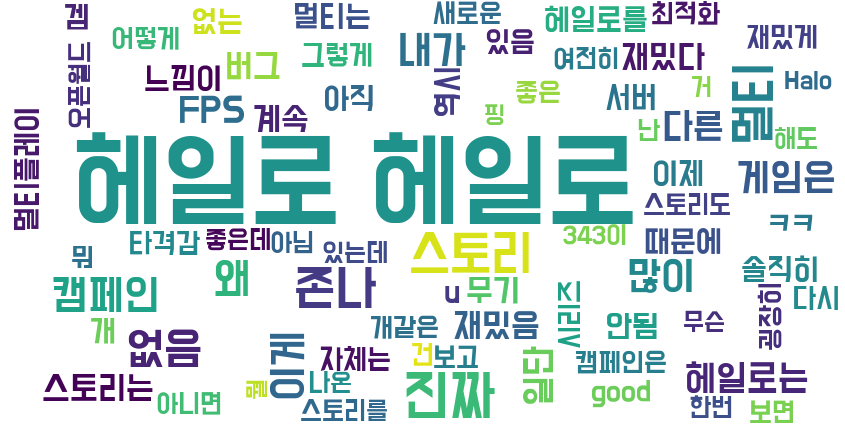 겜
어떻게
없는
멀티는
새로운
헤일로를
최적화
오픈월드
느낌이
버그
그렇게
내가
있음
여전히
재밌다
재밌게
FPS
계속
아직
역시
좋은
서버
거
멀티
Halo
핑
난
다른
해도
멀티플레이
헤일로 헤일로
이제
게임은
스토리도
ㅋㅋ
뭐
타격감
좋은데
아님
있는데
스토리
343이
때문에
솔직히
캠페인
왜
존나
u
무기
많이
시리즈
굉장히
다시
개
없음
이게
개같은
재밌음
안됨
무슨
자체는
건
보고
일단
캠페인은
스토리는
아니면
뭔
나온
스토리를
진짜
good
헤일로는
한번
보면